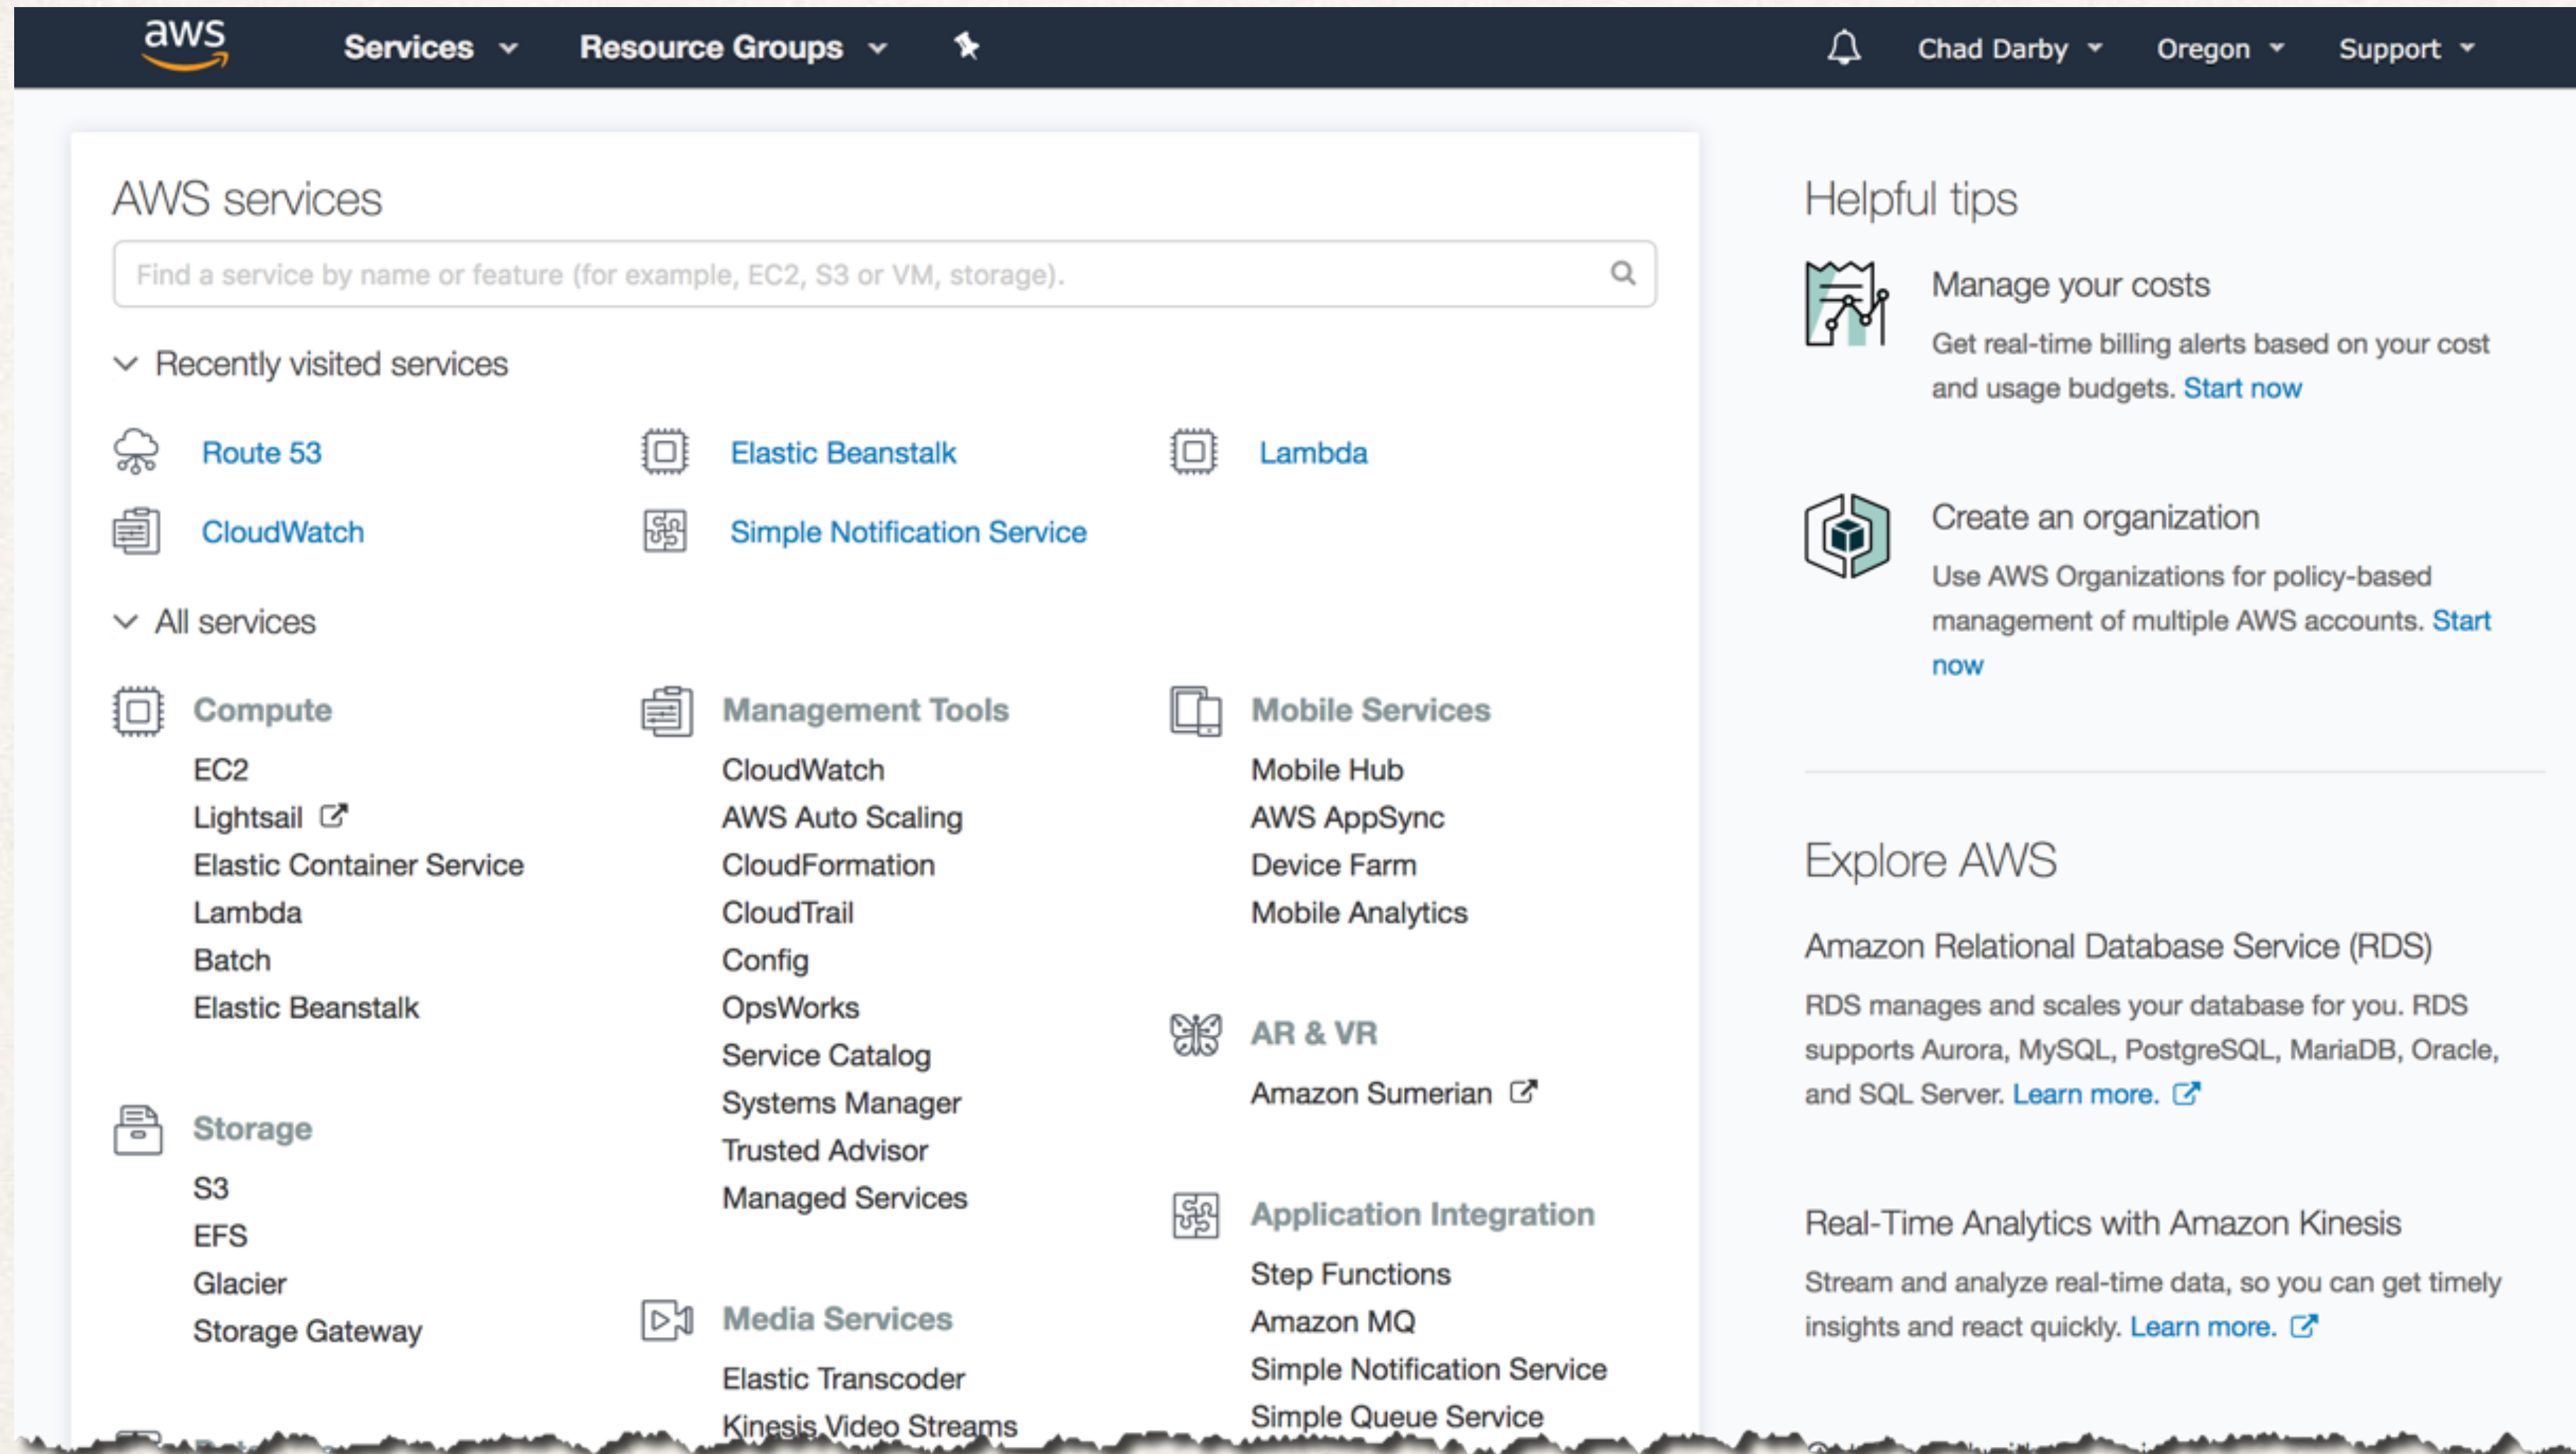 aws
Services
Resource Groups
Chad Darby
Oregon
Support
AWS services
Find a service by name or feature (for example, EC2, S3 or VM, storage).
Recently visited services
Route 53
Elastic Beanstalk
Lambda
CloudWatch
Simple Notification Service
All services
Compute
EC2
Lightsail
Elastic Container Service
Lambda
Batch
Elastic Beanstalk
Storage
S3
EFS
Glacier
Storage Gateway
Management Tools
CloudWatch
AWS Auto Scaling
CloudFormation
CloudTrail
Config
OpsWorks
Service Catalog
Systems Manager
Trusted Advisor
Managed Services
Media Services
Elastic Transcoder
Kinesis Video Streams
Mobile Services
Mobile Hub
AWS AppSync
Device Farm
Mobile Analytics
AR & VR
Amazon Sumerian
Application Integration
Step Functions
Amazon MQ
Simple Notification Service
Simple Queue Service
Helpful tips
Manage your costs
Get real-time billing alerts based on your cost
and usage budgets. Start now
Create an organization
Use AWS Organizations for policy-based
management of multiple AWS accounts. Start
now
Explore AWS
Amazon Relational Database Service (RDS)
RDS manages and scales your database for you. RDS
supports Aurora, MySQL, PostgreSQL, MariaDB, Oracle,
and SQL Server. Learn more.
Real-Time Analytics with Amazon Kinesis
Stream and analyze real-time data, so you can get timely
insights and react quickly. Learn more.